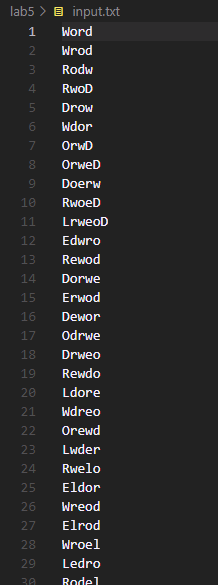 lab5 > input.txt
1 Word
2 Wrod
3 Rodw
4 RwoD
5 Drow
6 Wdor
7 OrwD
8 OrweD
9 Doerw
10 RwoeD
11 LrweoD
12 Edwro
13 Rewod
14 Dorwe
15 Erwod
16 Dewor
17 Odrwe
18 Drweo
19 Rewdo
20 Ldore
21 Wdreo
22 Orewd
23 Lwder
24 Rwelo
25 Eldor
26 Wreod
27 Elrod
28 Wroel
29 Ledro
30 Rodel